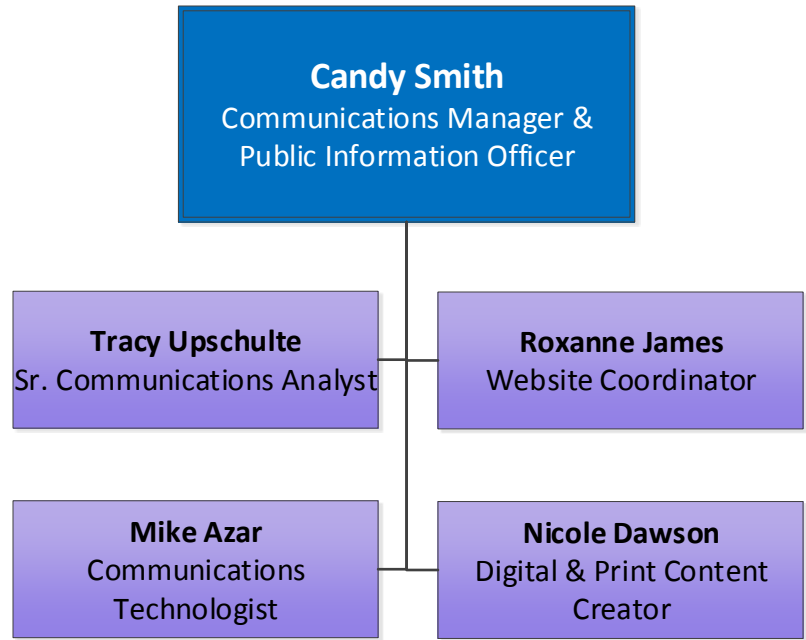 Candy Smith
Communications Manager &
Public Information Officer
Tracy Upschulte
Sr. Communications Analyst
Roxanne James
Website Coordinator
Mike Azar
Communications
Technologist
Nicole Dawson
Digital & Print Content
Creator